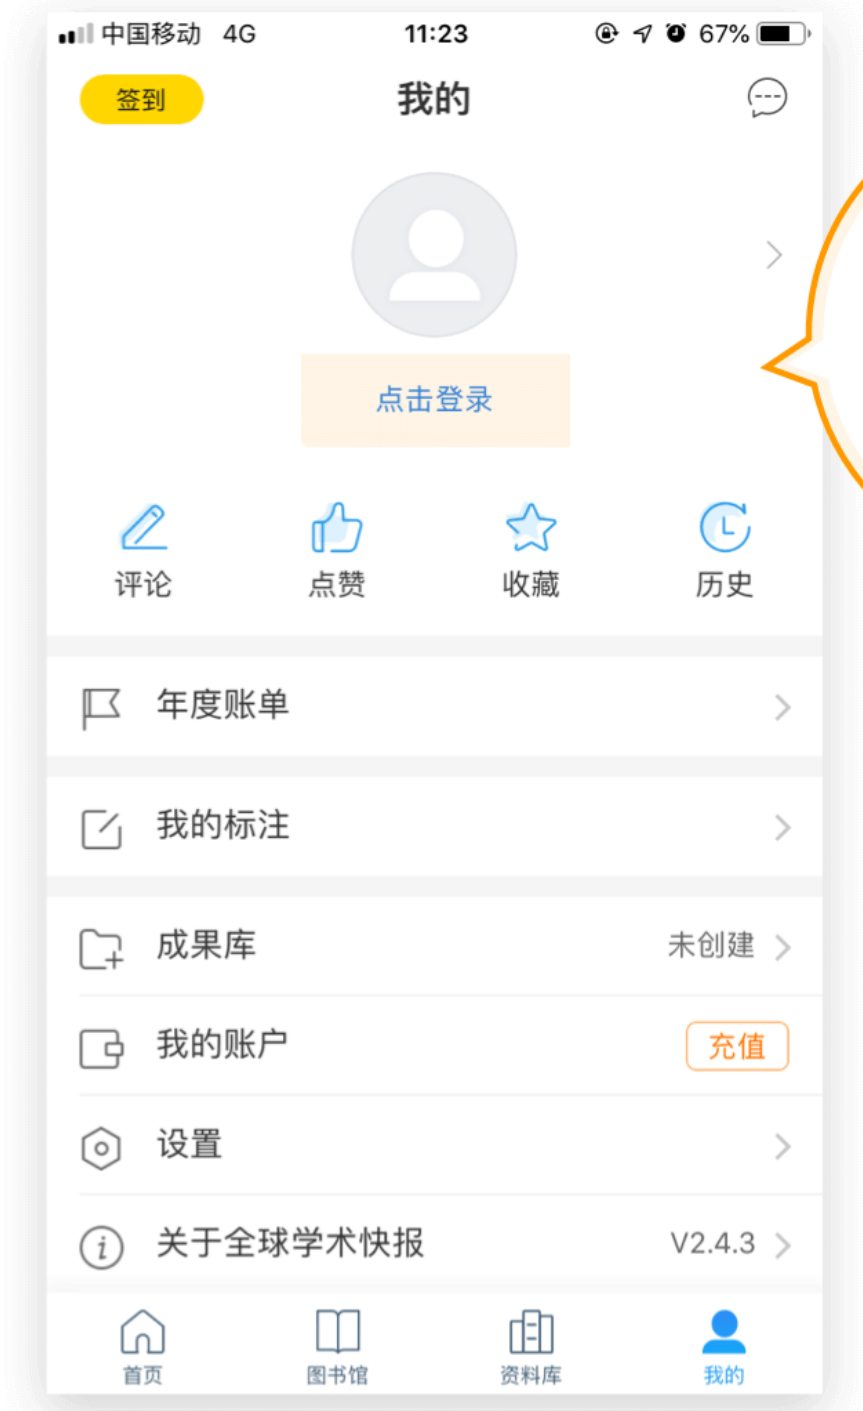 中国移动 4G 11:23 67%
签到 我的
点击登录
评论 点赞 收藏 历史
年度账单
我的标注
成果库 未创建
我的账户 充值
设置
关于全球学术快报 V2.4.3
首页 图书馆 资料库 我的